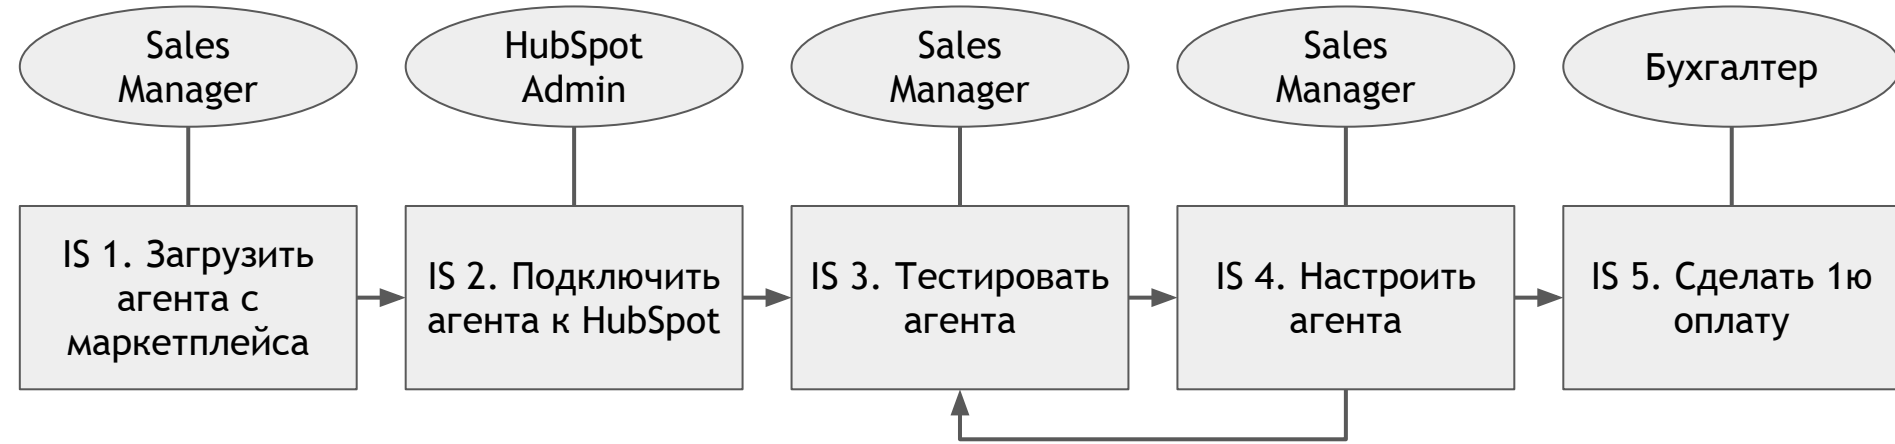 Sales
Manager
HubSpot
Admin
Sales
Manager
Sales
Manager
Бухгалтер
IS 1. Загрузить
агента с
маркетплейса
IS 2. Подключить
агента к HubSpot
IS 3. Тестировать
агента
IS 4. Настроить
агента
IS 5. Сделать 1ю
оплату